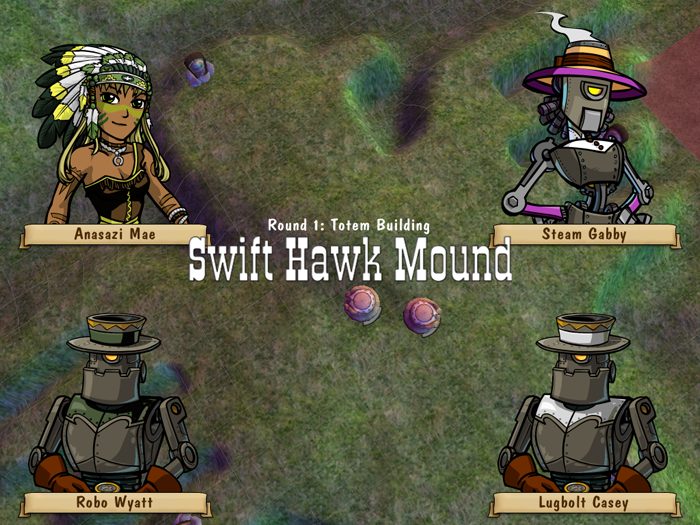 Anasazi Mae
Steam Gabby
Round 1: Totem Building
Swift Hawk Mound
Robo Wyatt
Lugbolt Casey